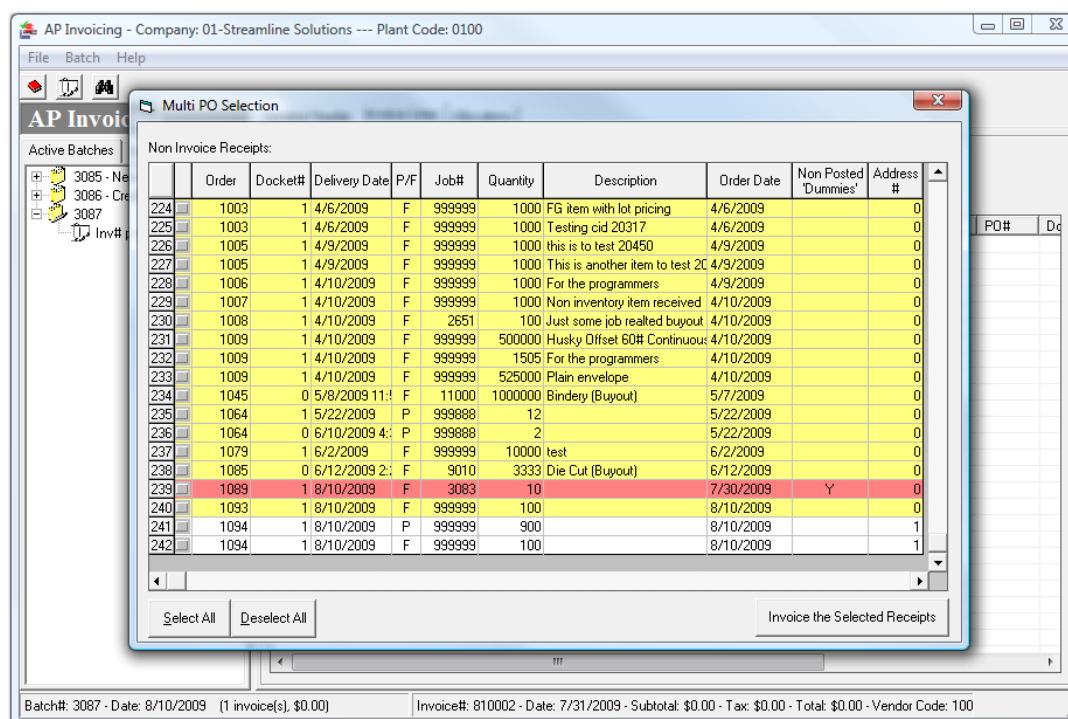 AP Invoicing - Company: 01-Streamline Solutions --- Plant Code: 0100
File Batch Help
Multi PO Selection
AP Invoic
Active Batches
Non Invoice Receipts:
3085 - Ne
3086 - Cre
3087
Inv# p
PO# Do
Order Docket# Delivery Date P/F Job# Quantity Description Order Date Non Posted 'Dummies' Address #
224 1003 1 4/6/2009 F 999999 1000 FG item with lot pricing 4/6/2009 0
225 1003 1 4/6/2009 F 999999 1000 Testing cid 20317 4/6/2009 0
226 1005 1 4/9/2009 F 999999 1000 this is to test 20450 4/9/2009 0
227 1005 1 4/9/2009 F 999999 1000 This is another item to test 20 4/9/2009 0
228 1006 1 4/10/2009 F 999999 1000 For the programmers 4/9/2009 0
229 1007 1 4/10/2009 F 999999 1000 Non inventory item received 4/10/2009 0
230 1008 1 4/10/2009 F 2651 100 Just some job realted buyout 4/10/2009 0
231 1009 1 4/10/2009 F 999999 500000 Husky Offset 60# Continuous 4/10/2009 0
232 1009 1 4/10/2009 F 999999 1505 For the programmers 4/10/2009 0
233 1009 1 4/10/2009 F 999999 525000 Plain envelope 4/10/2009 0
234 1045 0 5/8/2009 11:5 F 11000 1000000 Bindery (Buyout) 5/7/2009 0
235 1064 1 5/22/2009 P 999888 12 5/22/2009 0
236 1064 0 6/10/2009 4: P 999888 2 5/22/2009 0
237 1079 1 6/2/2009 F 999999 10000 test 6/2/2009 0
238 1085 0 6/12/2009 2: F 9010 3333 Die Cut (Buyout) 6/12/2009 0
239 1089 1 8/10/2009 F 3083 10 7/30/2009 Y 0
240 1093 1 8/10/2009 F 999999 100 8/10/2009 0
241 1094 1 8/10/2009 P 999999 900 8/10/2009 1
242 1094 1 8/10/2009 F 999999 100 8/10/2009 1
Select All Deselect All Invoice the Selected Receipts
Batch#: 3087 - Date: 8/10/2009 (1 invoice(s), $0.00) Invoice#: 810002 - Date: 7/31/2009 - Subtotal: $0.00 - Tax: $0.00 - Total: $0.00 - Vendor Code: 100